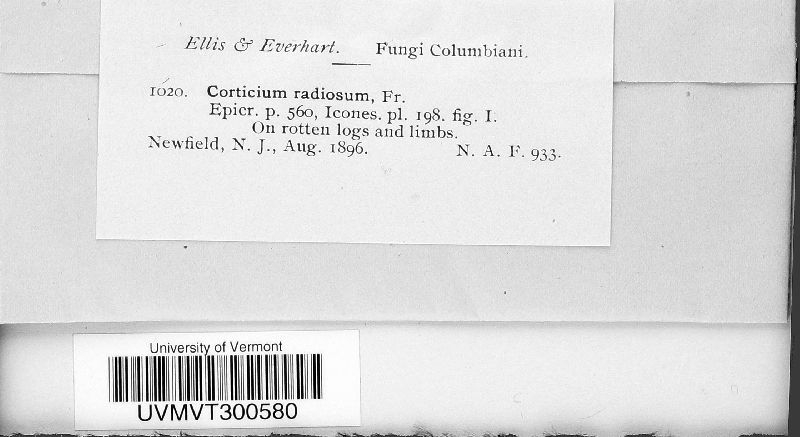 Ellis & Everhart. Fungi Columbiani.
1020. Corticium radiosum, Fr.
Epicr. p. 560, Icones. pl. 198. fig. I.
On rotten logs and limbs.
Newfield, N. J., Aug. 1896. N. A. F. 933.
University of Vermont
UVMVT300580